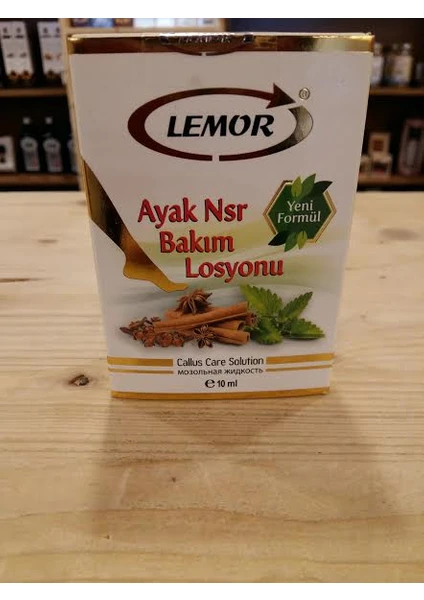 LEMOR
®
Ayak Nsr
Bakım
Losyonu
Yeni
Formül
Callus Care Solution
мозольная жидкость
℮ 10 ml